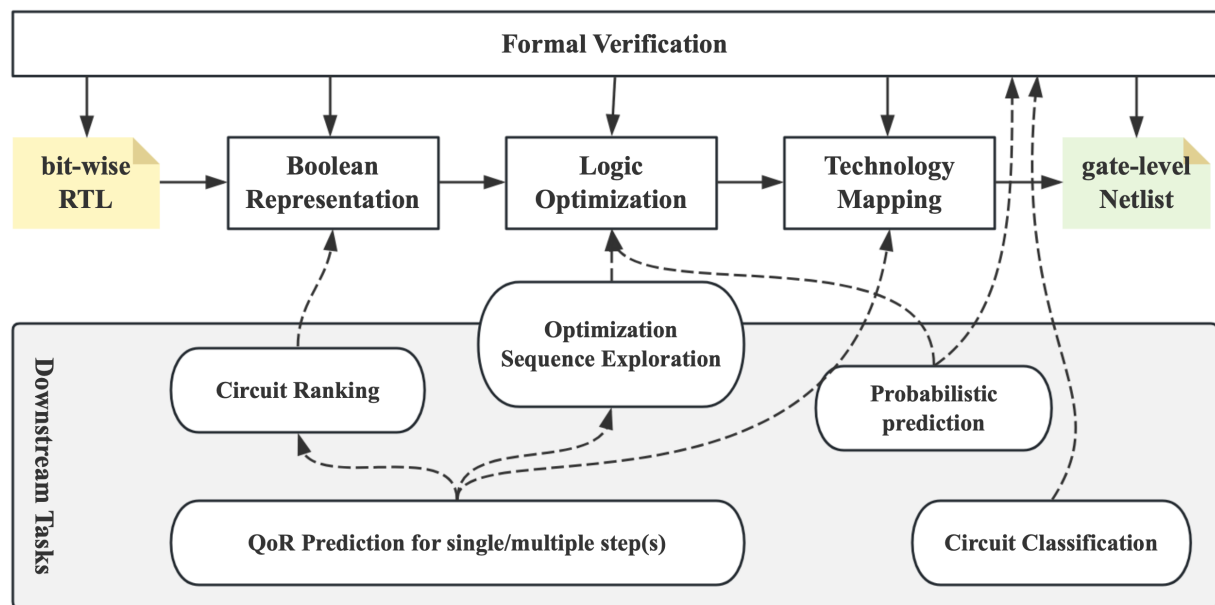 Formal Verification
bit-wise
RTL
Boolean
Representation
Logic
Optimization
Technology
Mapping
gate-level
Netlist
Downstream Tasks
Circuit Ranking
Optimization
Sequence Exploration
Probabilistic
prediction
QoR Prediction for single/multiple step(s)
Circuit Classification